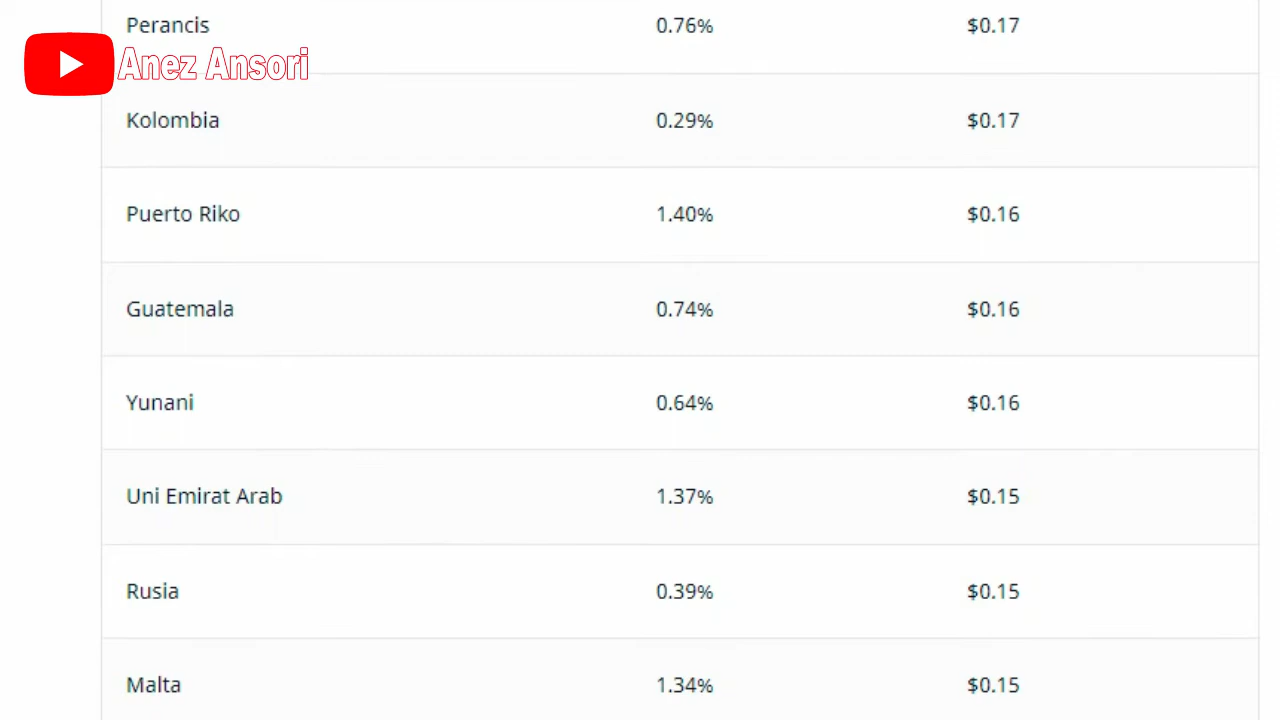 Perancis 0.76% $0.17
Anez Ansori
Kolombia 0.29% $0.17
Puerto Riko 1.40% $0.16
Guatemala 0.74% $0.16
Yunani 0.64% $0.16
Uni Emirat Arab 1.37% $0.15
Rusia 0.39% $0.15
Malta 1.34% $0.15